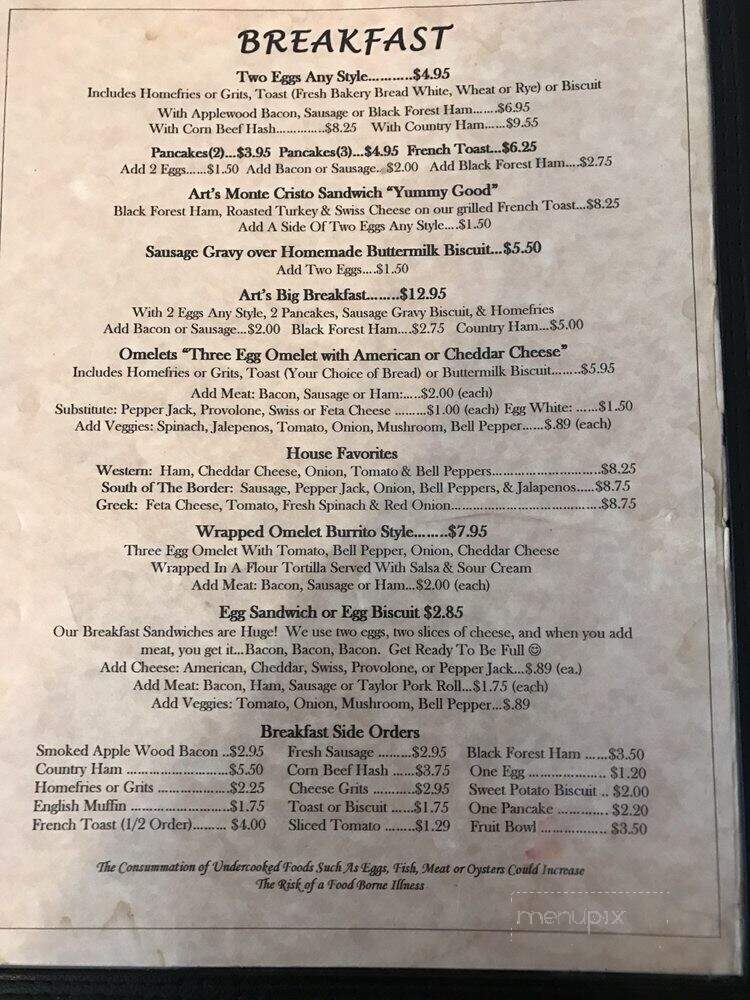 BREAKFAST
Two Eggs Any Style...........$4.95
Includes Homefries or Grits, Toast (Fresh Bakery Bread White, Wheat or Rye) or Biscuit
With Applewood Bacon, Sausage or Black Forest Ham.......$6.95
With Corn Beef Hash..............$8.25 With Country Ham......$9.55
Pancakes(2)...$3.95 Pancakes(3)...$4.95 French Toast...$6.25
Add 2 Eggs......$1.50 Add Bacon or Sausage.. $2.00 Add Black Forest Ham....$2.75
Art's Monte Cristo Sandwich "Yummy Good"
Black Forest Ham, Roasted Turkey & Swiss Cheese on our grilled French Toast...$8.25
Add A Side Of Two Eggs Any Style....$1.50
Sausage Gravy over Homemade Buttermilk Biscuit...$5.50
Add Two Eggs....$1.50
Art's Big Breakfast........$12.95
With 2 Eggs Any Style, 2 Pancakes, Sausage Gravy Biscuit, & Homefries
Add Bacon or Sausage...$2.00 Black Forest Ham....$2.75 Country Ham...$5.00
Omelets "Three Egg Omelet with American or Cheddar Cheese"
Includes Homefries or Grits, Toast (Your Choice of Bread) or Buttermilk Biscuit........$5.95
Add Meat: Bacon, Sausage or Ham:.....$2.00 (each)
Substitute: Pepper Jack, Provolone, Swiss or Feta Cheese .........$1.00 (each) Egg White: ......$1.50
Add Veggies: Spinach, Jalepenos, Tomato, Onion, Mushroom, Bell Pepper......$.89 (each)
House Favorites
Western: Ham, Cheddar Cheese, Onion, Tomato & Bell Peppers...............................$8.25
South of The Border: Sausage, Pepper Jack, Onion, Bell Peppers, & Jalapenos.....$8.75
Greek: Feta Cheese, Tomato, Fresh Spinach & Red Onion..........................................$8.75
Wrapped Omelet Burrito Style........$7.95
Three Egg Omelet With Tomato, Bell Pepper, Onion, Cheddar Cheese
Wrapped In A Flour Tortilla Served With Salsa & Sour Cream
Add Meat: Bacon, Sausage or Ham...$2.00 (each)
Egg Sandwich or Egg Biscuit $2.85
Our Breakfast Sandwiches are Huge! We use two eggs, two slices of cheese, and when you add
meat, you get it...Bacon, Bacon, Bacon. Get Ready To Be Full ☺
Add Cheese: American, Cheddar, Swiss, Provolone, or Pepper Jack...$.89 (ea.)
Add Meat: Bacon, Ham, Sausage or Taylor Pork Roll...$1.75 (each)
Add Veggies: Tomato, Onion, Mushroom, Bell Pepper...$.89
Breakfast Side Orders
Smoked Apple Wood Bacon ..$2.95 Fresh Sausage ..........$2.95 Black Forest Ham ......$3.50
Country Ham ............................$5.50 Corn Beef Hash ......$3.75 One Egg ..................... $1.20
Homefries or Grits ....................$2.25 Cheese Grits ...........$2.95 Sweet Potato Biscuit .. $2.00
English Muffin ...........................$1.75 Toast or Biscuit ......$1.75 One Pancake ............. $2.20
French Toast (1/2 Order)......... $4.00 Sliced Tomato ........$1.29 Fruit Bowl .................. $3.50
The Consummation of Undercooked Foods Such As Eggs, Fish, Meat or Oysters Could Increase
The Risk of a Food Borne Illness
menupix